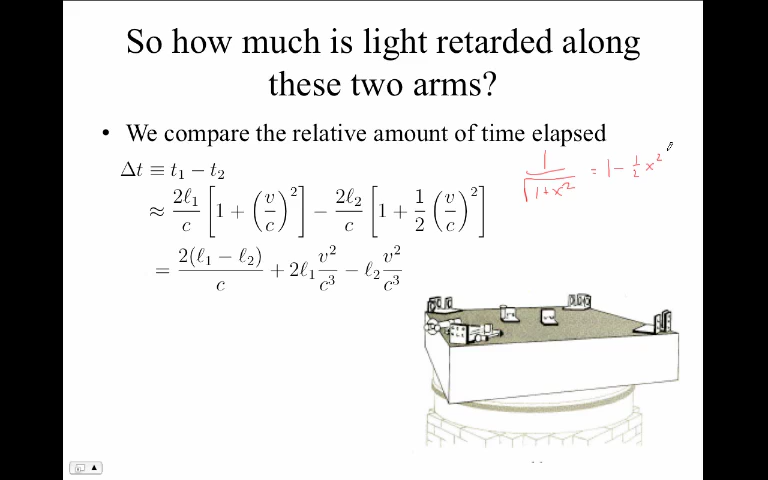 So how much is light retarded along
these two arms?
• We compare the relative amount of time elapsed
Δt ≡ t₁ − t₂
≈ 2ℓ₁/c [1 + (v/c)²] − 2ℓ₂/c [1 + 1/2 (v/c)²]
= 2(ℓ₁ − ℓ₂)/c + 2ℓ₁ v²/c³ − ℓ₂ v²/c³
1/√(1+x²) = 1 − 1/2 x²